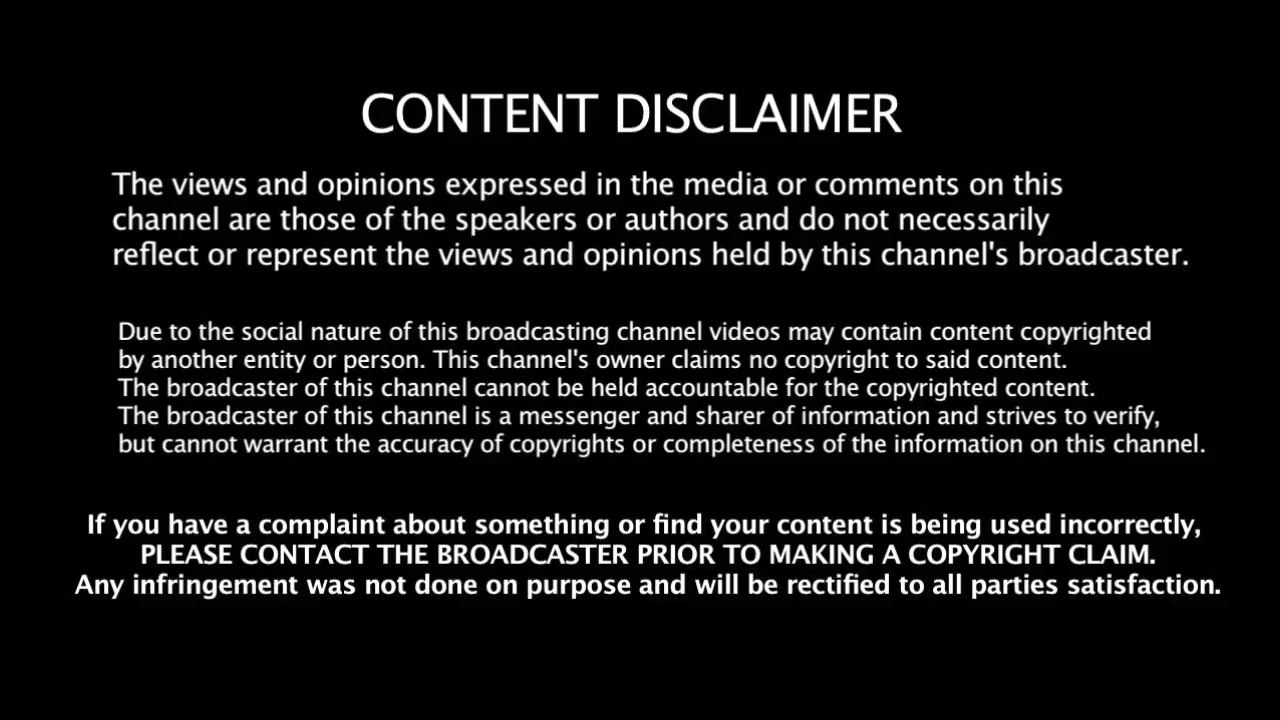 CONTENT DISCLAIMER
The views and opinions expressed in the media or comments on this
channel are those of the speakers or authors and do not necessarily
reflect or represent the views and opinions held by this channel's broadcaster.
Due to the social nature of this broadcasting channel videos may contain content copyrighted
by another entity or person. This channel's owner claims no copyright to said content.
The broadcaster of this channel cannot be held accountable for the copyrighted content.
The broadcaster of this channel is a messenger and sharer of information and strives to verify,
but cannot warrant the accuracy of copyrights or completeness of the information on this channel.
If you have a complaint about something or find your content is being used incorrectly,
PLEASE CONTACT THE BROADCASTER PRIOR TO MAKING A COPYRIGHT CLAIM.
Any infringement was not done on purpose and will be rectified to all parties satisfaction.